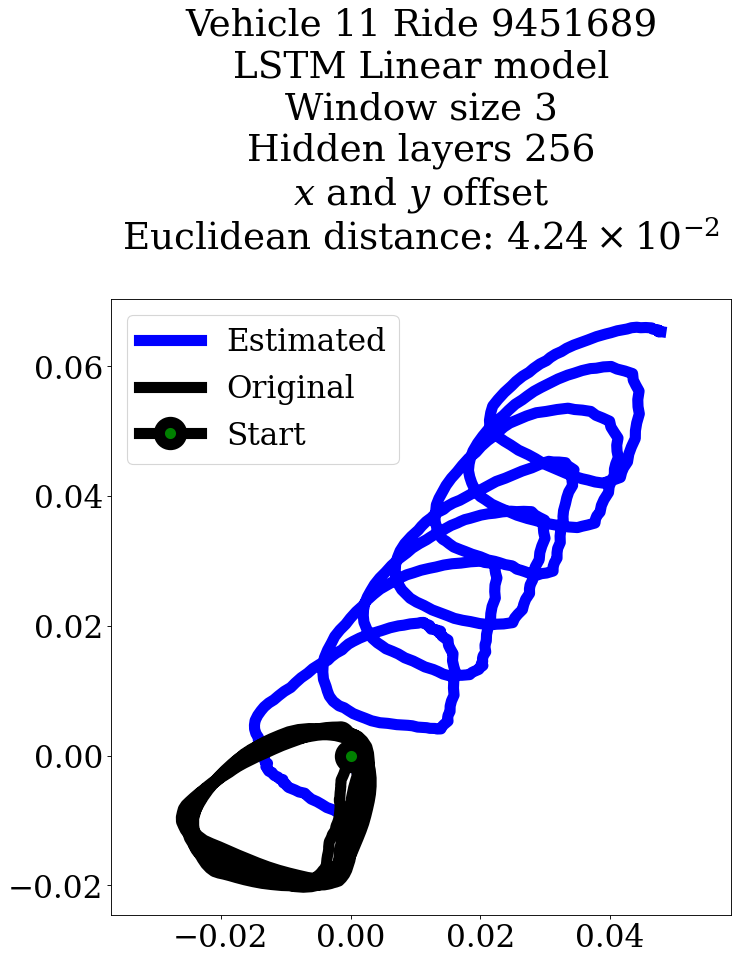 Vehicle 11 Ride 9451689
LSTM Linear model
Window size 3
Hidden layers 256
x and y offset
Euclidean distance: 4.24 × 10⁻²
Estimated
Original
Start
0.06
0.04
0.02
0.00
−0.02
−0.02 0.00 0.02 0.04